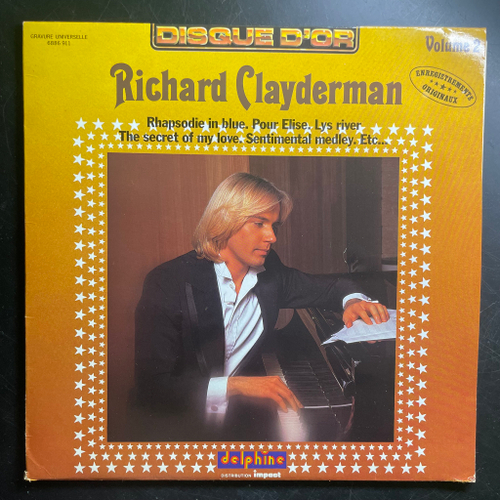 DISQUE D'OR
GRAVURE UNIVERSELLE
Volume 2
Richard Clayderman
ENREGISTREMENTS
ORIGINAUX
Rhapsodie in blue. Pour Elise. Lys river.
The secret of my love. Sentimental medley. Etc...
delphine
DISTRIBUTION impact